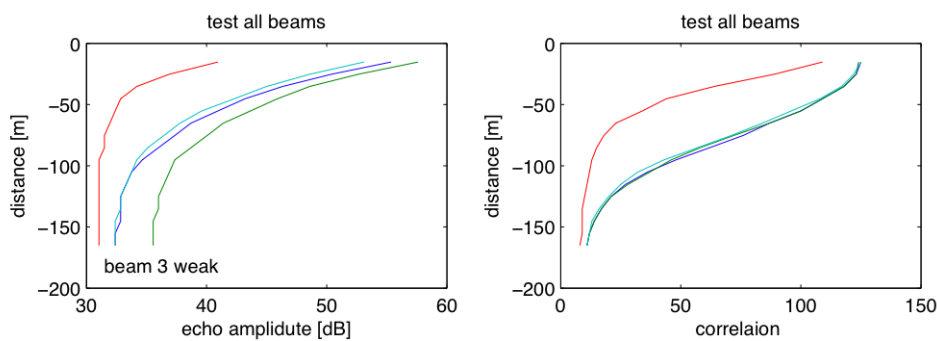 test all beams
0
−50
−100
−150
−200
distance [m]
beam 3 weak
30 40 50 60
echo amplidute [dB]
test all beams
0
−50
−100
−150
−200
distance [m]
0 50 100 150
correlaion